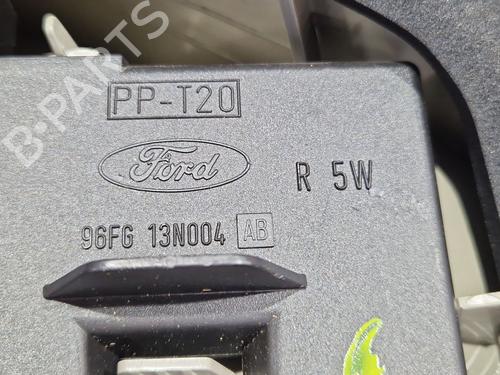 PP-T20
Ford
R 5W
96FG 13N004 AB
B-PARTS